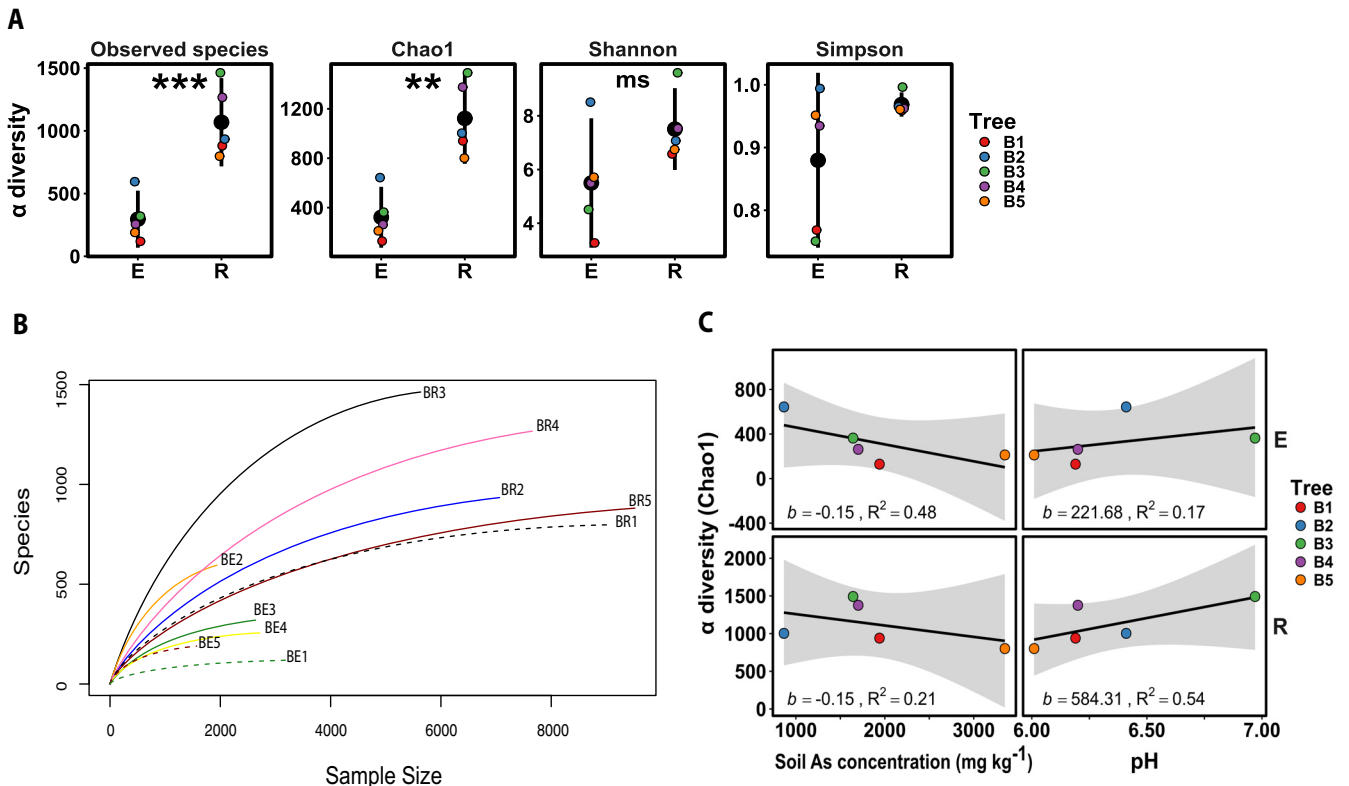 A
Observed species
Chao1
Shannon
Simpson
α diversity
1500
1000
500
0
***
E
R
1200
800
400
**
E
R
8
6
4
ms
E
R
1.0
0.9
0.8
E
R
Tree
B1
B2
B3
B4
B5
B
Species
1500
1000
500
0
BR3
BR4
BR2
BR5
BR1
BE2
BE3
BE4
BE5
BE1
0
2000
4000
6000
8000
Sample Size
C
α diversity (Chao1)
800
400
0
-400
b = -0.15 , R² = 0.48
b = 221.68 , R² = 0.17
E
2000
1500
1000
500
0
b = -0.15 , R² = 0.21
b = 584.31 , R² = 0.54
R
1000
2000
3000
6.00
6.50
7.00
Soil As concentration (mg kg⁻¹)
pH
Tree
B1
B2
B3
B4
B5